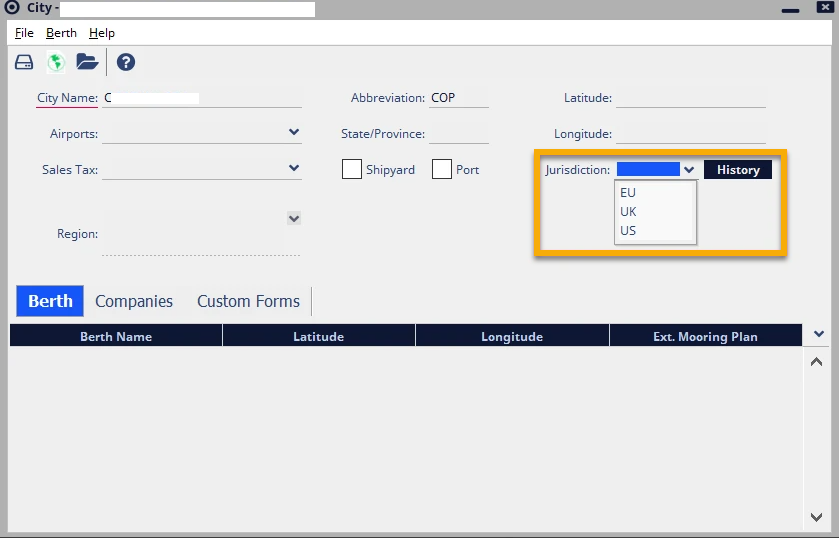 City -
File Berth Help
City Name: C Abbreviation: COP Latitude:
Airports: State/Province: Longitude:
Sales Tax: Shipyard Port Jurisdiction: History
EU
UK
US
Region:
Berth Companies Custom Forms
Berth Name Latitude Longitude Ext. Mooring Plan